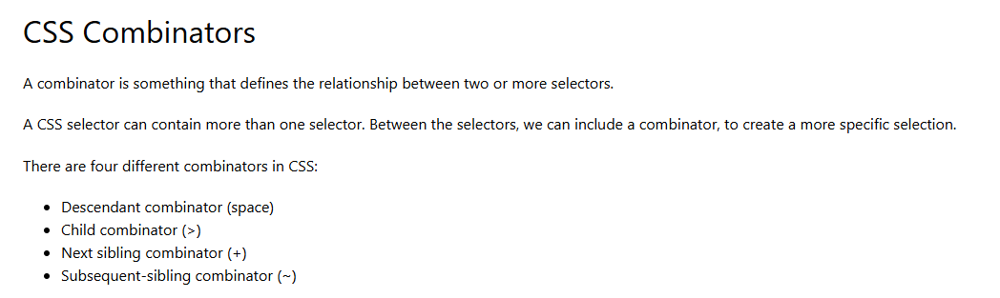 CSS Combinators
A combinator is something that defines the relationship between two or more selectors.
A CSS selector can contain more than one selector. Between the selectors, we can include a combinator, to create a more specific selection.
There are four different combinators in CSS:
• Descendant combinator (space)
• Child combinator (>)
• Next sibling combinator (+)
• Subsequent-sibling combinator (~)